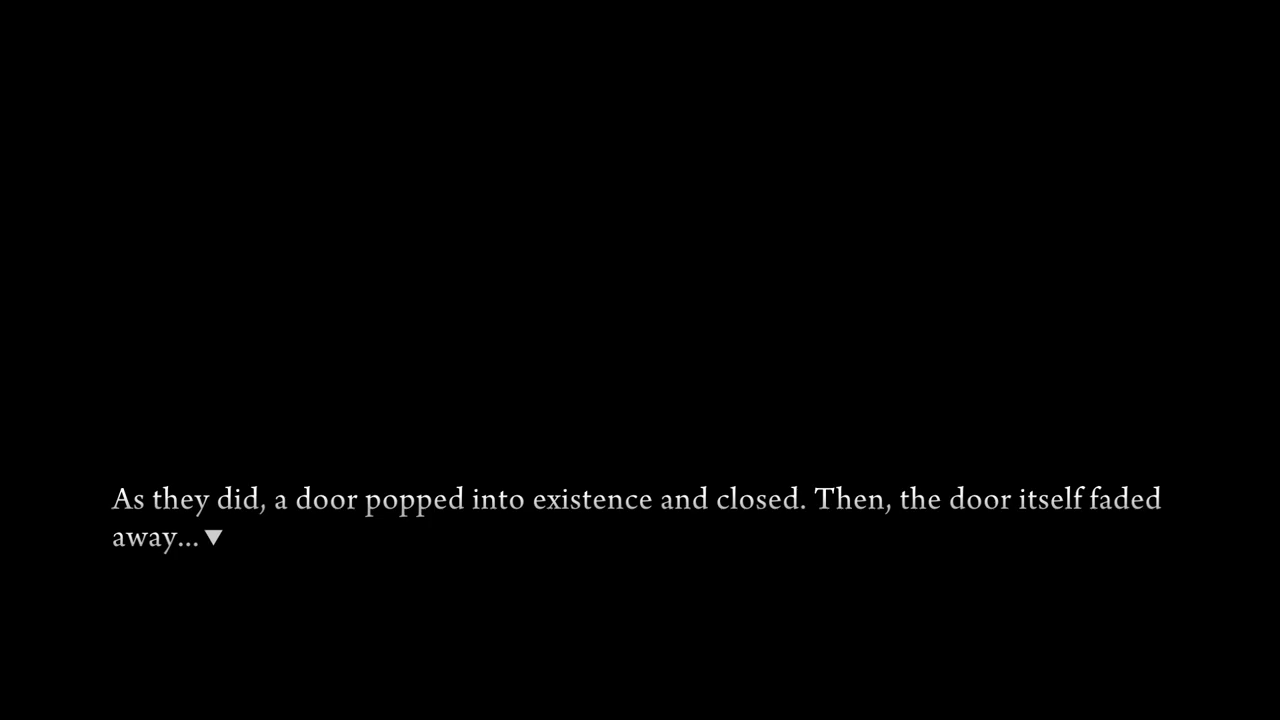 As they did, a door popped into existence and closed. Then, the door itself faded
away...▼